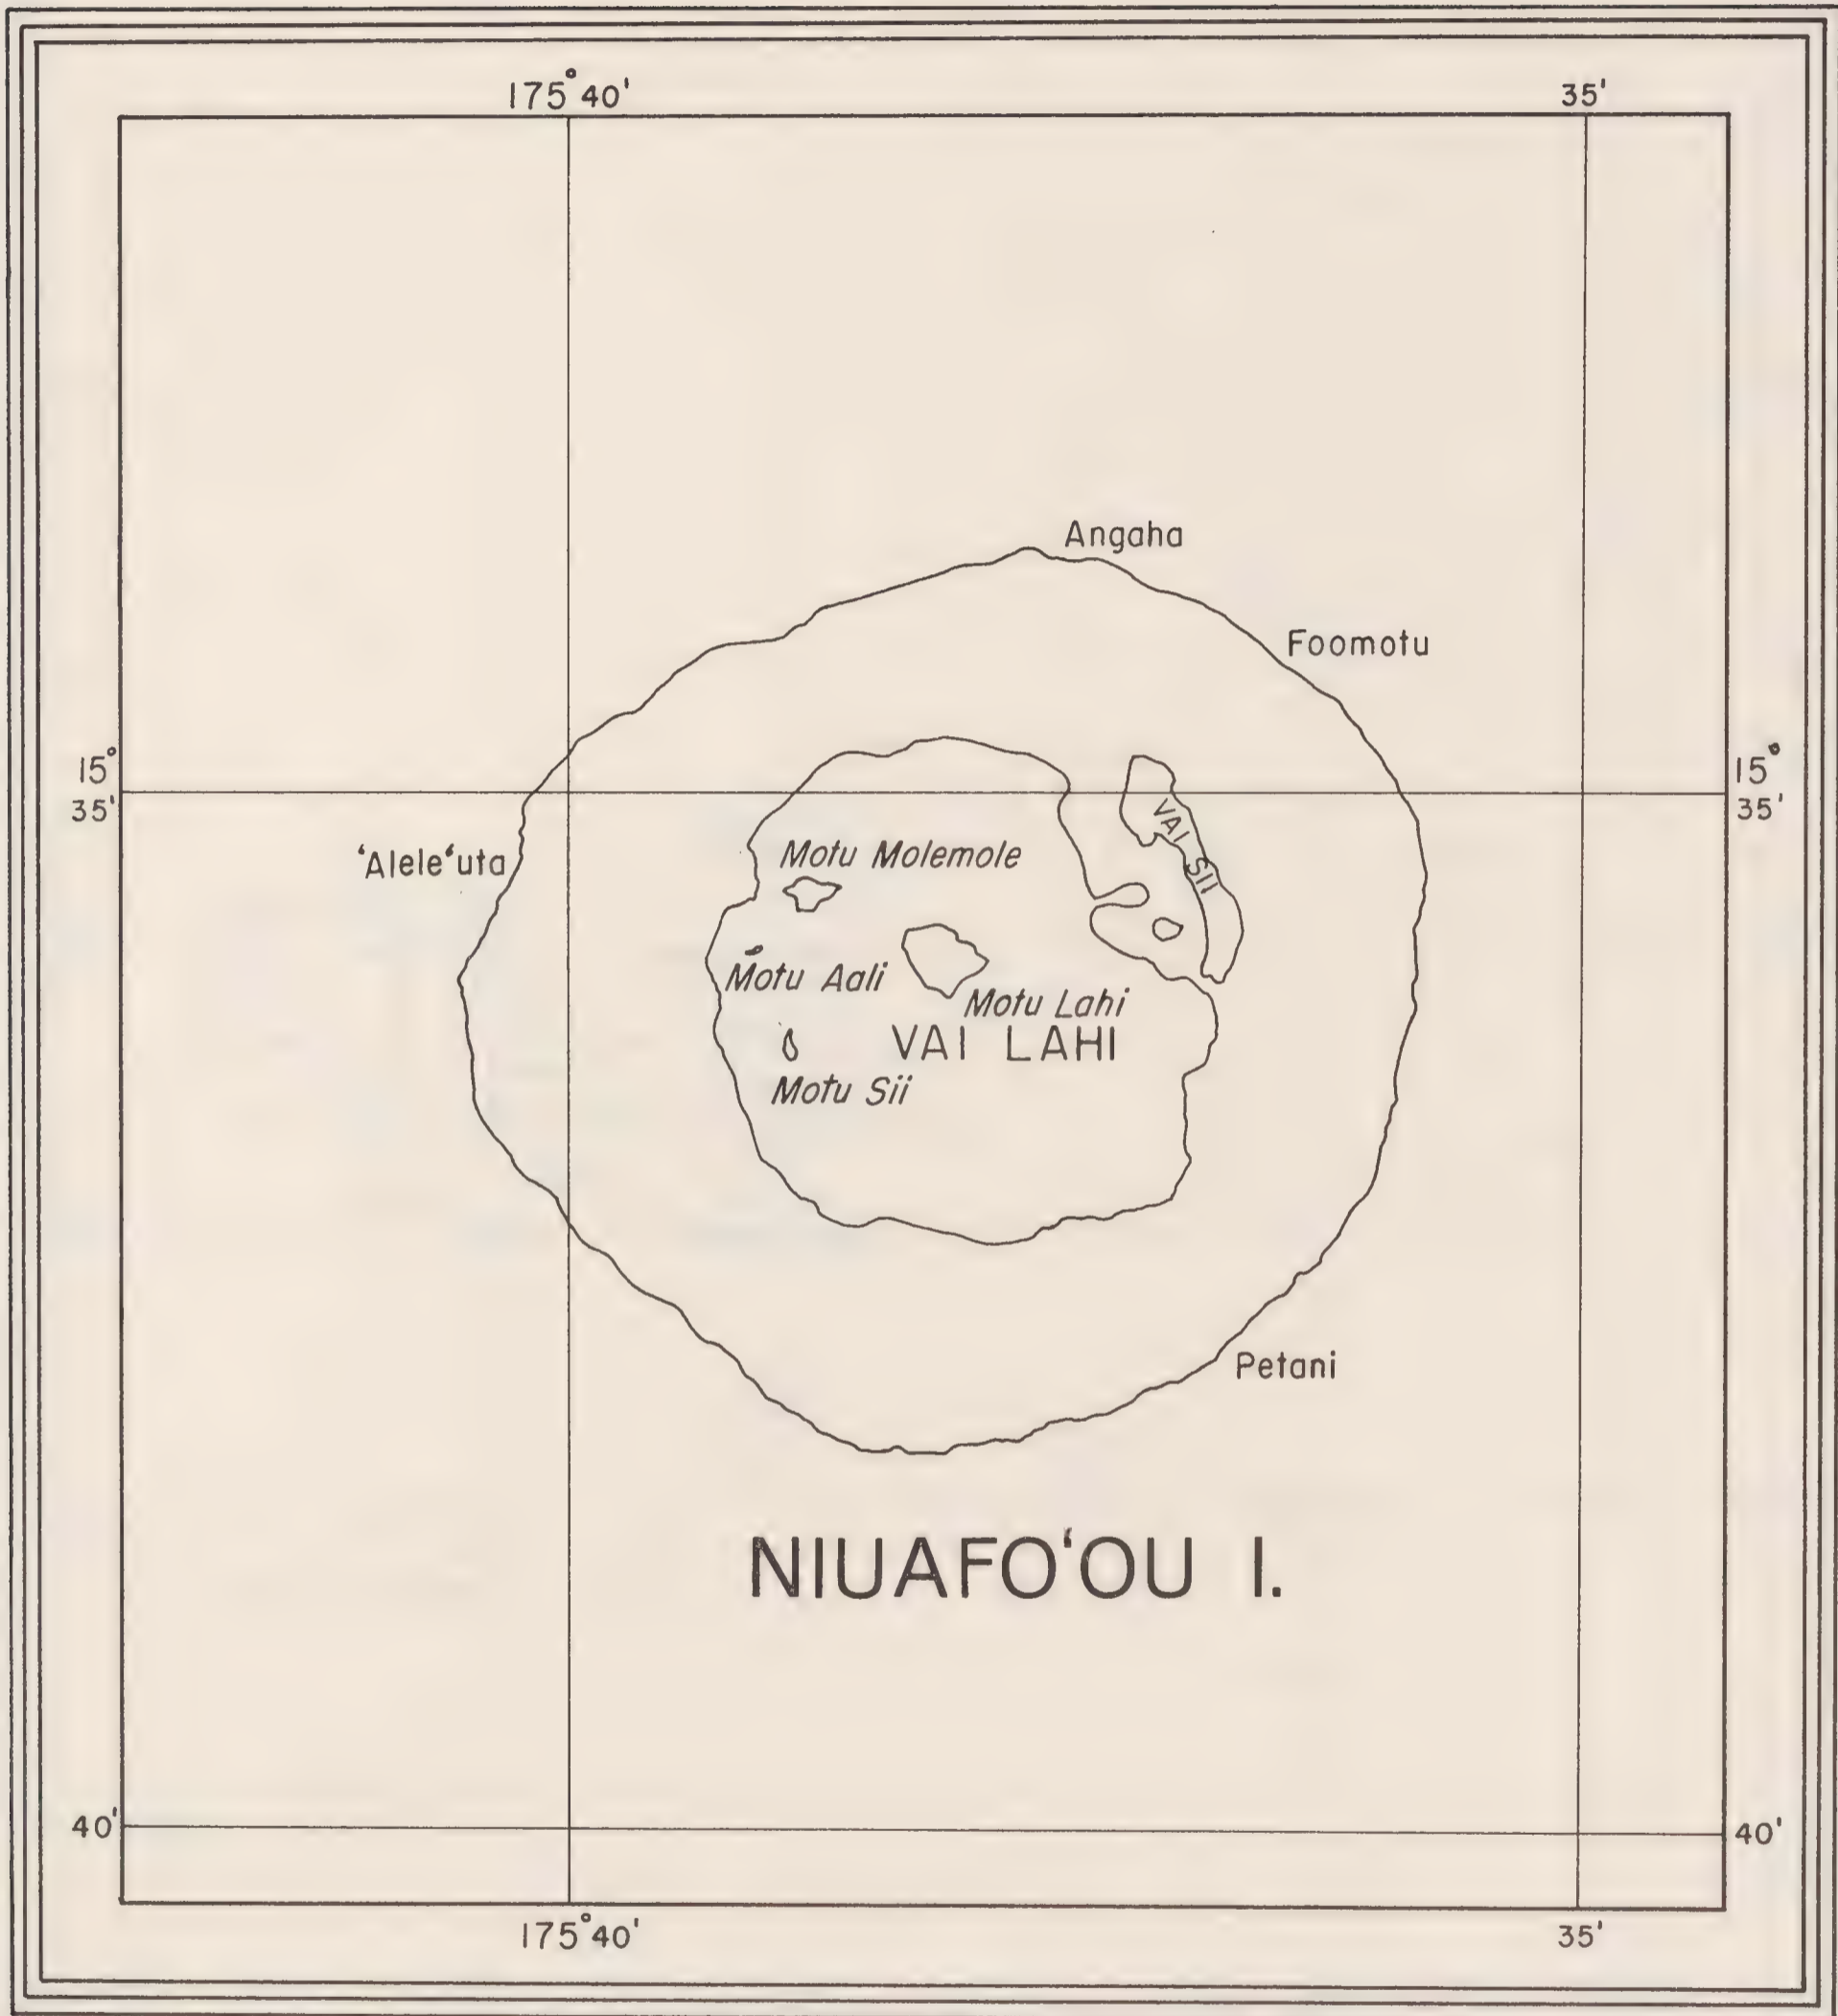 175°40' 35'
Angaha
Foomotu
15° 15°
35' 35'
'Alele'uta
Motu Molemole
VAI SII
Motu Aali
Motu Lahi
VAI LAHI
Motu Sii
Petani
NIUAFO'OU I.
40' 40'
175°40' 35'